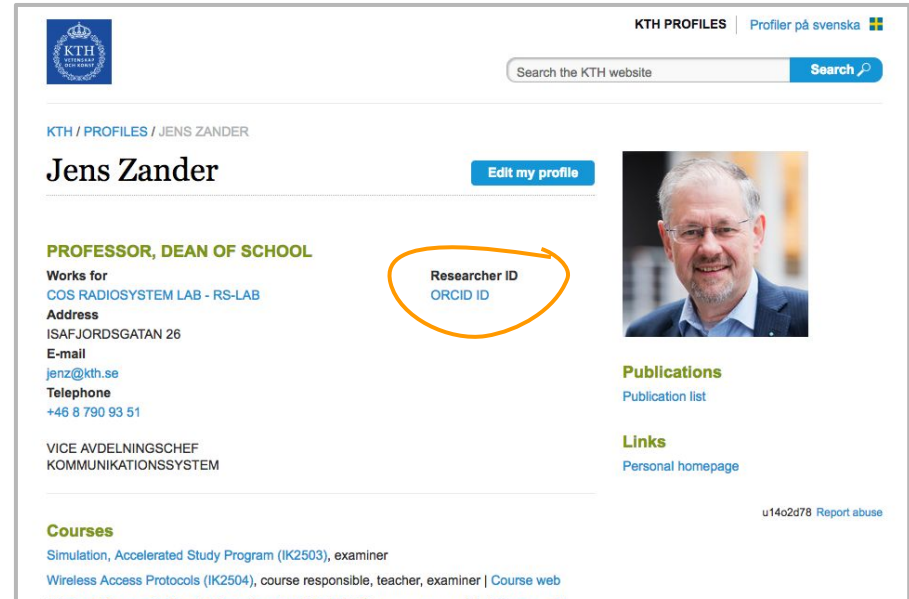 KTH
VETENSKAP
OCH KONST
KTH PROFILES
Profiler på svenska
Search the KTH website
Search
KTH / PROFILES / JENS ZANDER
Jens Zander
Edit my profile
PROFESSOR, DEAN OF SCHOOL
Works for
COS RADIOSYSTEM LAB - RS-LAB
Address
ISAFJORDSGATAN 26
E-mail
jenz@kth.se
Telephone
+46 8 790 93 51
VICE AVDELNINGSCHEF
KOMMUNIKATIONSSYSTEM
Researcher ID
ORCID ID
Publications
Publication list
Links
Personal homepage
u14o2d78 Report abuse
Courses
Simulation, Accelerated Study Program (IK2503), examiner
Wireless Access Protocols (IK2504), course responsible, teacher, examiner | Course web